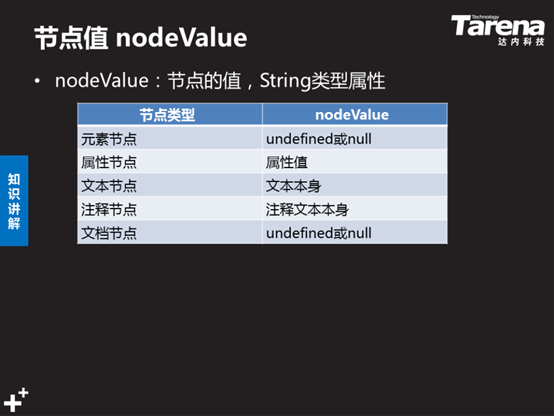 节点值 nodeValue
Technology
Tarena
达内科技
• nodeValue：节点的值，String类型属性
节点类型 nodeValue
元素节点 undefined或null
属性节点 属性值
文本节点 文本本身
注释节点 注释文本本身
文档节点 undefined或null
知识讲解